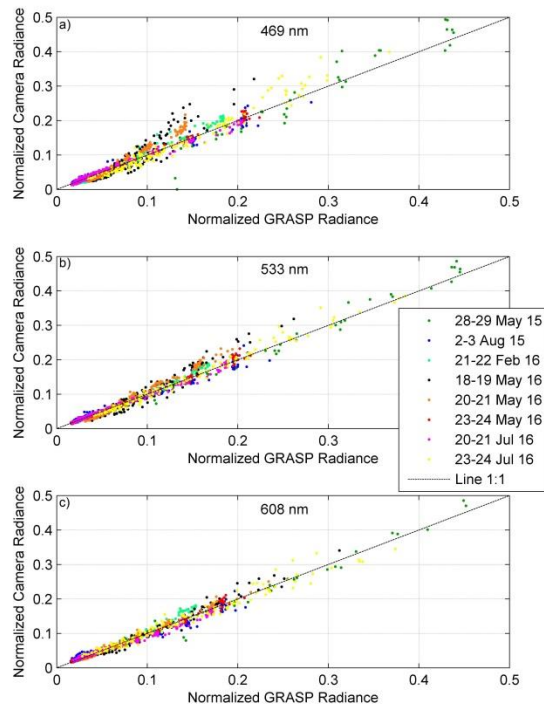 a)
469 nm
Normalized Camera Radiance
0.5
0.4
0.3
0.2
0.1
0
0
0.1
0.2
0.3
0.4
0.5
Normalized GRASP Radiance
b)
533 nm
Normalized Camera Radiance
0.5
0.4
0.3
0.2
0.1
0
0
0.1
0.2
0.3
0.4
0.5
Normalized GRASP Radiance
28-29 May 15
2-3 Aug 15
21-22 Feb 16
18-19 May 16
20-21 May 16
23-24 May 16
20-21 Jul 16
23-24 Jul 16
Line 1:1
c)
608 nm
Normalized Camera Radiance
0.5
0.4
0.3
0.2
0.1
0
0
0.1
0.2
0.3
0.4
0.5
Normalized GRASP Radiance